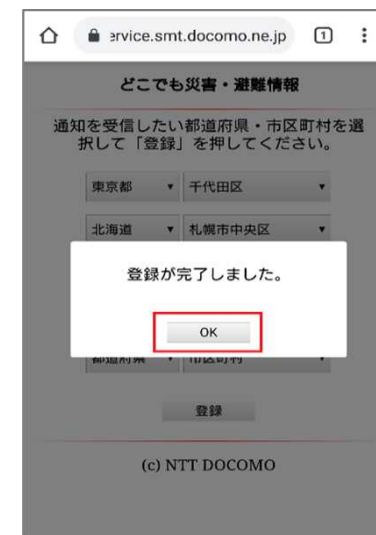 ervice.smt.docomo.ne.jp
1
どこでも災害・避難情報
通知を受信したい都道府県・市区町村を選
択して「登録」を押してください。
東京都 ▼ 千代田区 ▼
北海道 ▼ 札幌市中央区 ▼
登録が完了しました。
OK
都道府県 市区町村
登録
(c) NTT DOCOMO